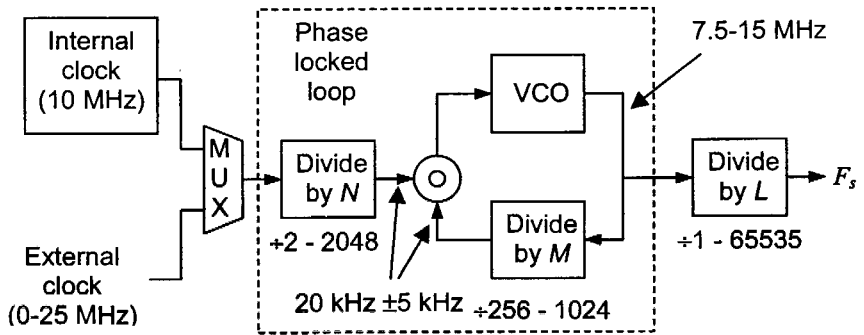 Internal
clock
(10 MHz)
External
clock
(0-25 MHz)
M
U
X
Phase
locked
loop
Divide
by N
÷2 - 2048
20 kHz ±5 kHz
VCO
Divide
by M
÷256 - 1024
7.5-15 MHz
Divide
by L
÷1 - 65535
Fs